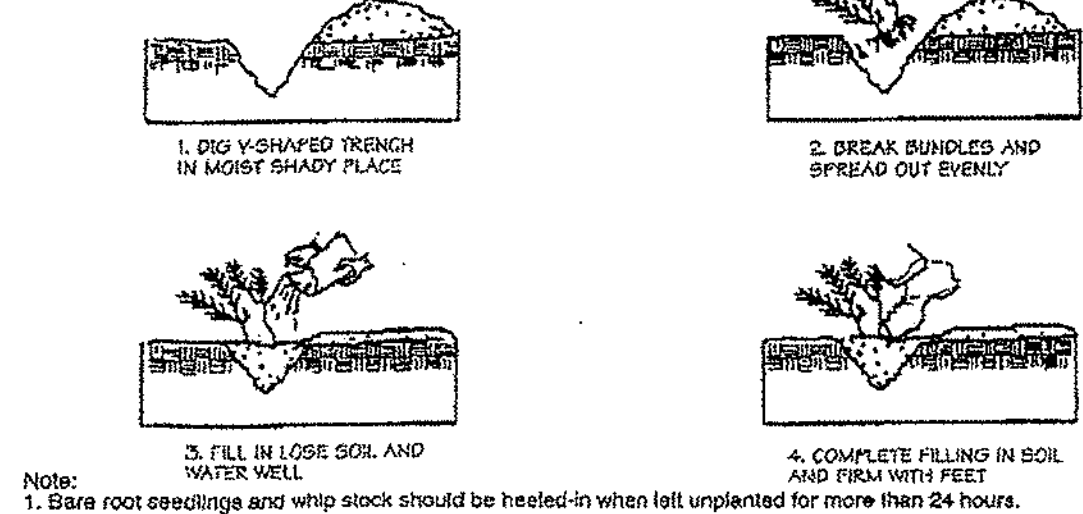 1. DIG V-SHAPED TRENCH
IN MOIST SHADY PLACE
2. BREAK BUNDLES AND
SPREAD OUT EVENLY
3. FILL IN LOSE SOIL AND
WATER WELL
4. COMPLETE FILLING IN SOIL
AND FIRM WITH FEET
Note:
1. Bare root seedlings and whip stock should be heeled-in when left unplanted for more than 24 hours.